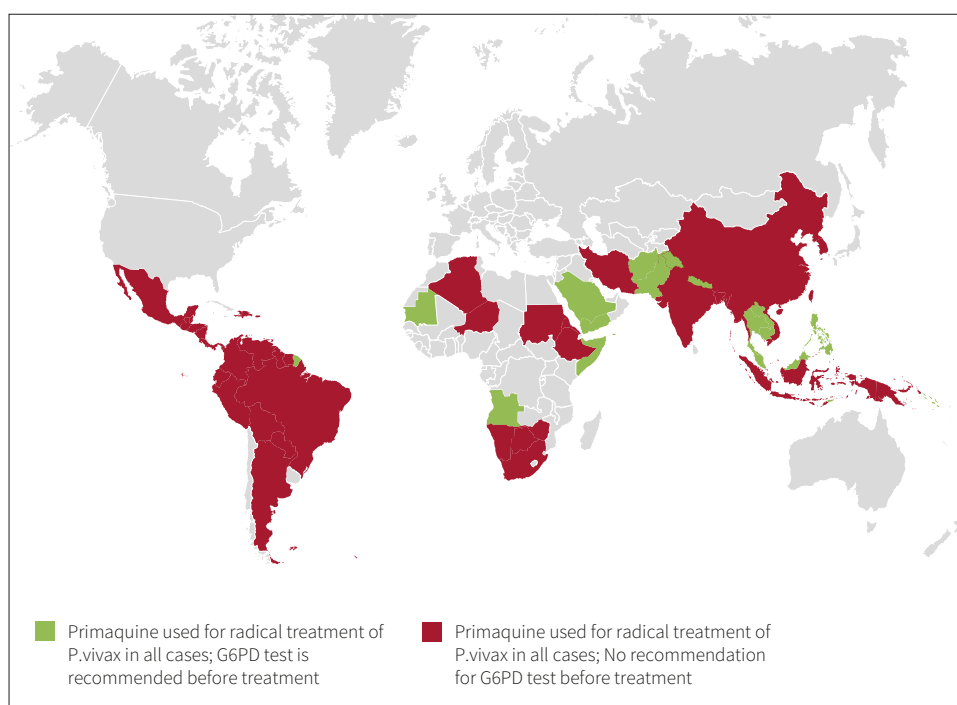 Primaquine used for radical treatment of
P.vivax in all cases; G6PD test is
recommended before treatment
Primaquine used for radical treatment of
P.vivax in all cases; No recommendation
for G6PD test before treatment